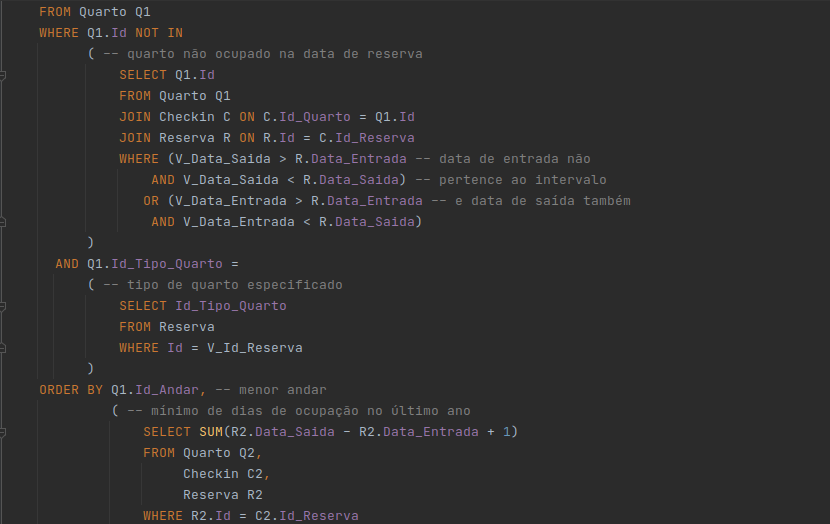 FROM Quarto Q1
WHERE Q1.Id NOT IN
( -- quarto não ocupado na data de reserva
SELECT Q1.Id
FROM Quarto Q1
JOIN Checkin C ON C.Id_Quarto = Q1.Id
JOIN Reserva R ON R.Id = C.Id_Reserva
WHERE (V_Data_Saida > R.Data_Entrada -- data de entrada não
AND V_Data_Saida < R.Data_Saida) -- pertence ao intervalo
OR (V_Data_Entrada > R.Data_Entrada -- e data de saída também
AND V_Data_Entrada < R.Data_Saida)
)
AND Q1.Id_Tipo_Quarto =
( -- tipo de quarto especificado
SELECT Id_Tipo_Quarto
FROM Reserva
WHERE Id = V_Id_Reserva
)
ORDER BY Q1.Id_Andar, -- menor andar
( -- mínimo de dias de ocupação no último ano
SELECT SUM(R2.Data_Saida - R2.Data_Entrada + 1)
FROM Quarto Q2,
Checkin C2,
Reserva R2
WHERE R2.Id = C2.Id_Reserva